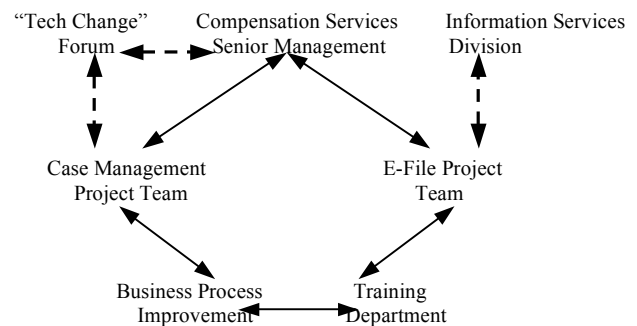 “Tech Change”
Forum
Compensation Services
Senior Management
Information Services
Division
Case Management
Project Team
E-File Project
Team
Business Process
Improvement
Training
Department